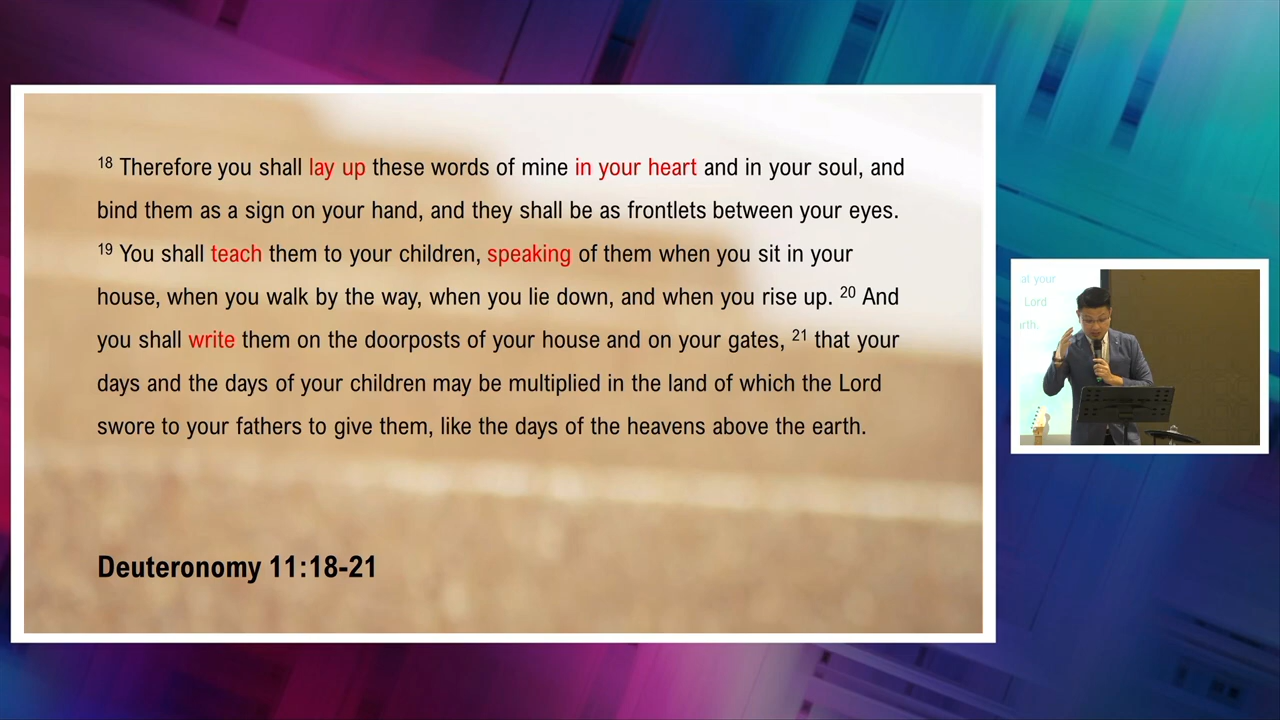 18 Therefore you shall lay up these words of mine in your heart and in your soul, and
bind them as a sign on your hand, and they shall be as frontlets between your eyes.
19 You shall teach them to your children, speaking of them when you sit in your
house, when you walk by the way, when you lie down, and when you rise up. 20 And
you shall write them on the doorposts of your house and on your gates, 21 that your
days and the days of your children may be multiplied in the land of which the Lord
swore to your fathers to give them, like the days of the heavens above the earth.
Deuteronomy 11:18-21
at your
Lord